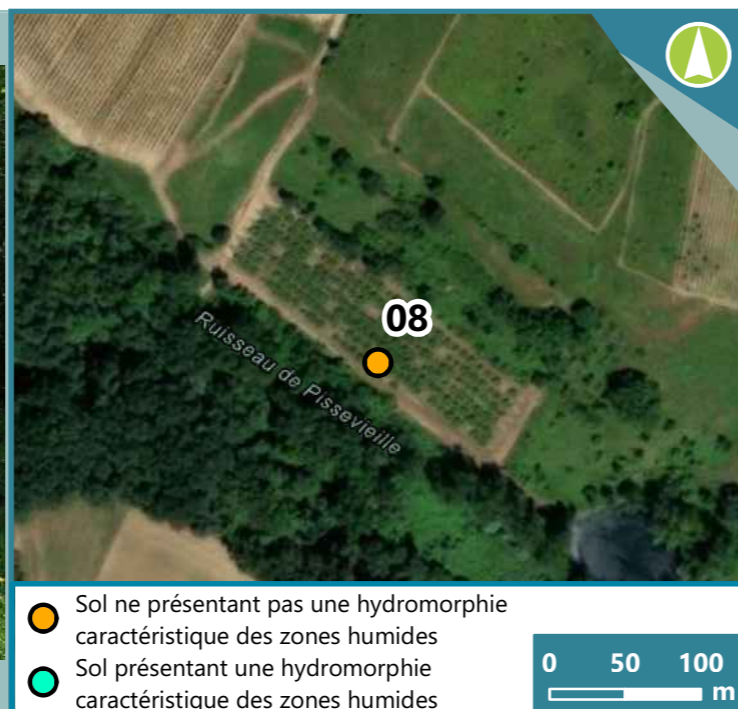 08
Ruisseau de Pissevieille
Sol ne présentant pas une hydromorphie
caractéristique des zones humides
Sol présentant une hydromorphie
caractéristique des zones humides
0 50 100
m